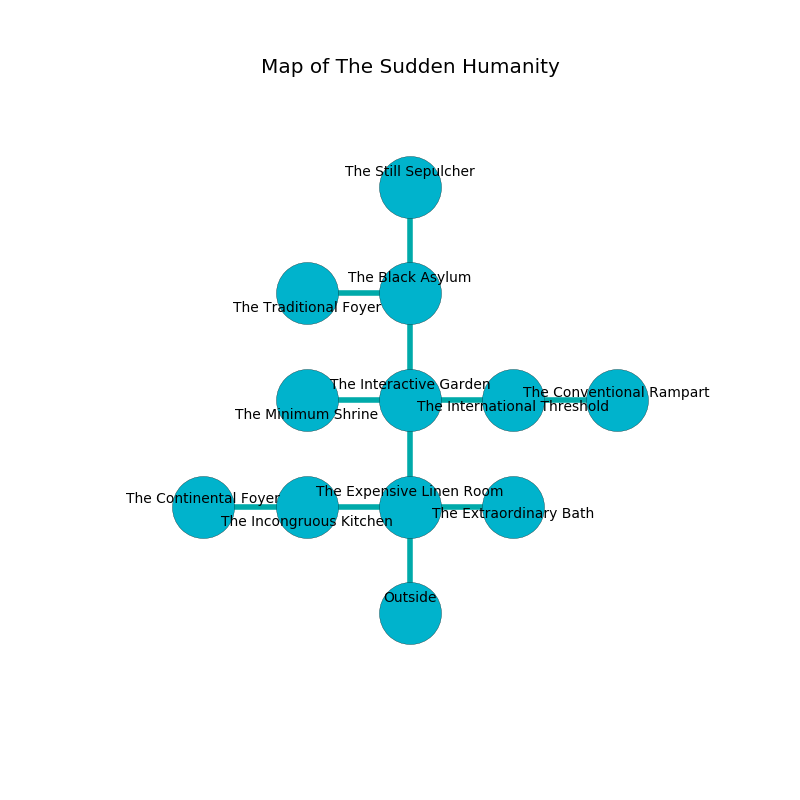 Map of The Sudden Humanity
The Still Sepulcher
The Black Asylum
The Traditional Foyer
The Interactive Garden
The Conventional Rampart
The International Threshold
The Minimum Shrine
The Expensive Linen Room
The Continental Foyer
The Extraordinary Bath
The Incongruous Kitchen
Outside